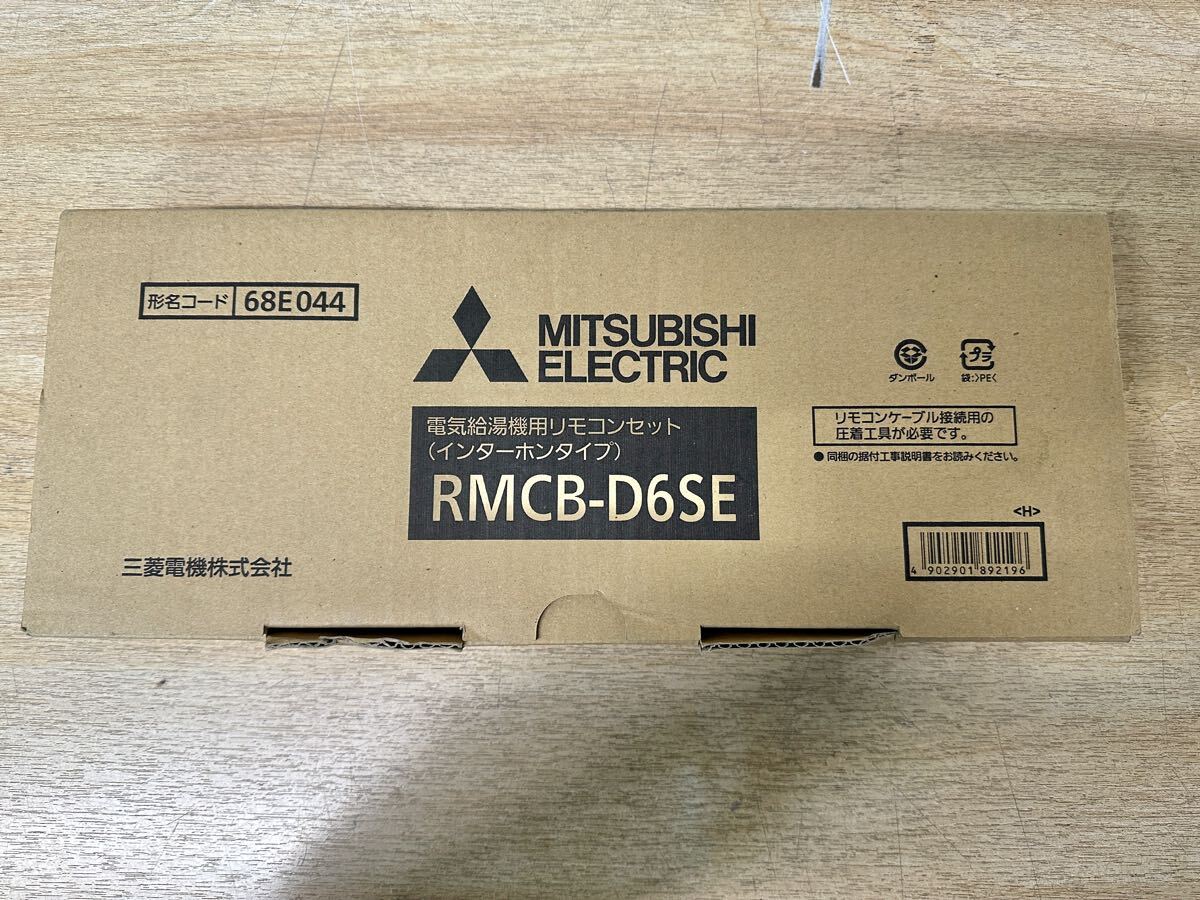 形名コード 68E044
MITSUBISHI
ELECTRIC
電気給湯機用リモコンセット
(インターホンタイプ)
RMCB-D6SE
三菱電機株式会社
ダンボール
プラ
袋:>PE<
リモコンケーブル接続用の
圧着工具が必要です。
●同梱の据付工事説明書をお読みください。
<H>
4 902901 892196